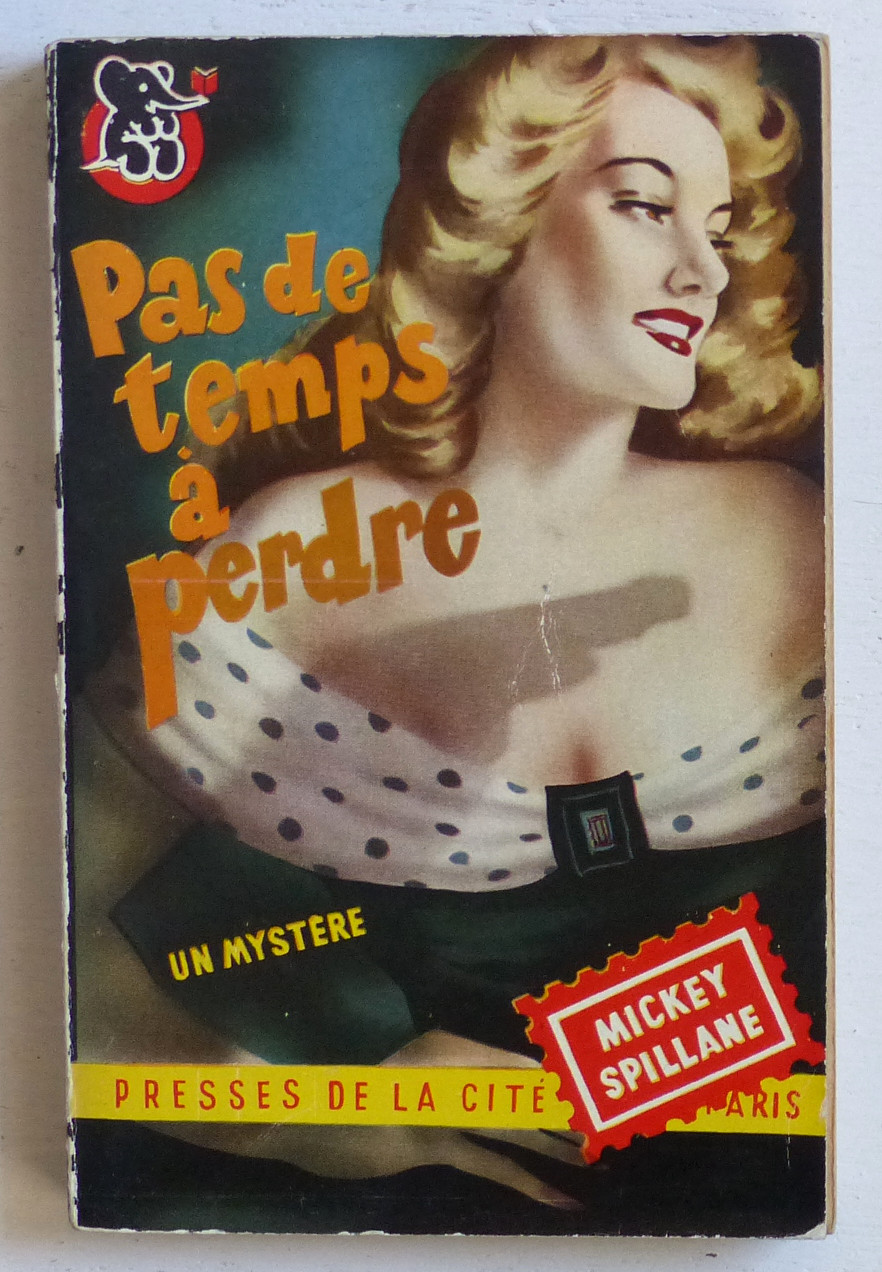 Pas de
temps
à
perdre
UN MYSTÈRE
MICKEY
SPILLANE
PRESSES DE LA CITÉ PARIS